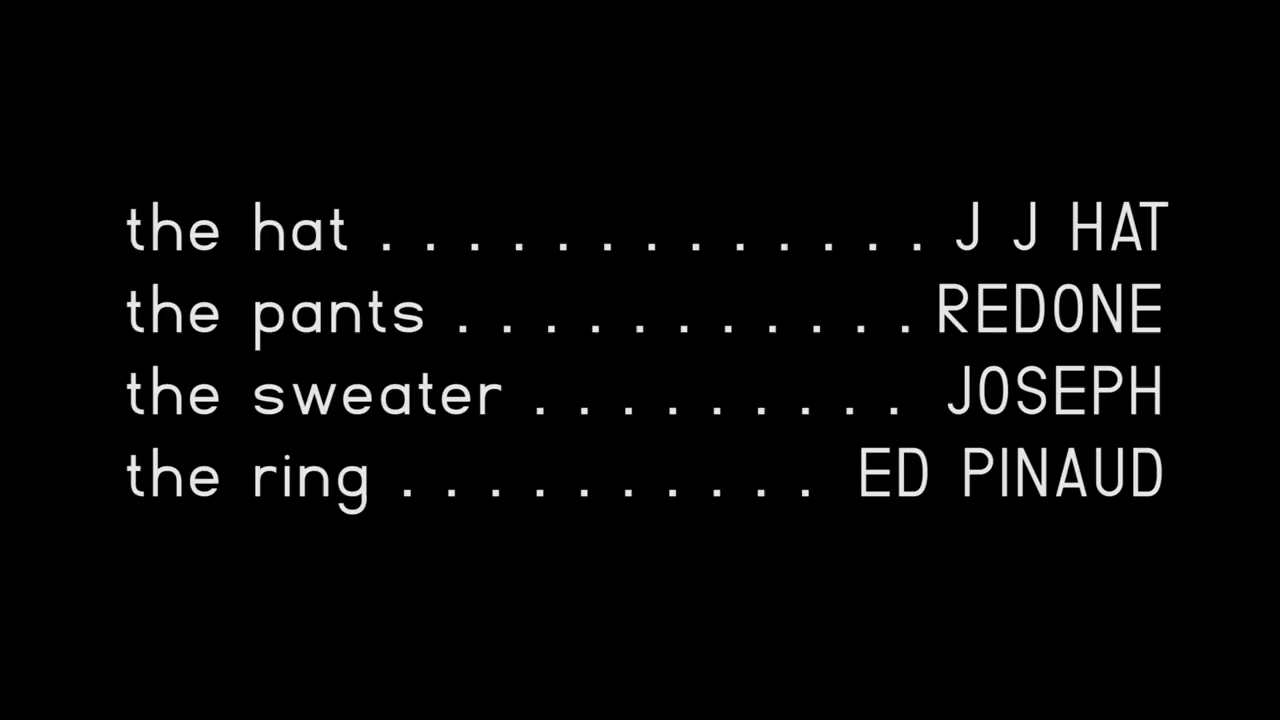 the hat . . . . . . . . . . . . . J J HAT
the pants . . . . . . . . . . . REDONE
the sweater . . . . . . . . . JOSEPH
the ring . . . . . . . . . . ED PINAUD